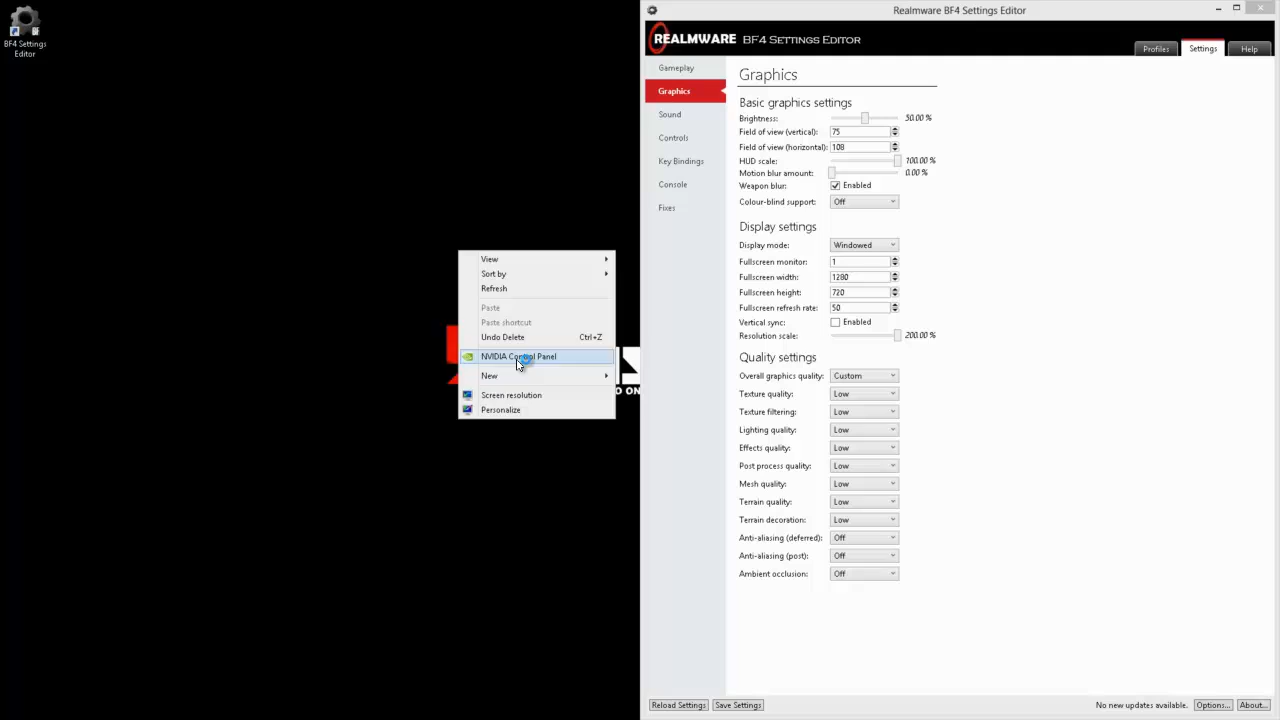 BF4 Settings
Editor
Realmware BF4 Settings Editor
REALMWARE BF4 SETTINGS EDITOR
Profiles
Settings
Help
Gameplay
Graphics
Sound
Controls
Key Bindings
Console
Fixes
Graphics
Basic graphics settings
Brightness: 50.00 %
Field of view (vertical): 75
Field of view (horizontal): 108
HUD scale: 100.00 %
Motion blur amount: 0.00 %
Weapon blur: Enabled
Colour-blind support: Off
Display settings
Display mode: Windowed
Fullscreen monitor: 1
Fullscreen width: 1280
Fullscreen height: 720
Fullscreen refresh rate: 50
Vertical sync: Enabled
Resolution scale: 200.00 %
Quality settings
Overall graphics quality: Custom
Texture quality: Low
Texture filtering: Low
Lighting quality: Low
Effects quality: Low
Post process quality: Low
Mesh quality: Low
Terrain quality: Low
Terrain decoration: Low
Anti-aliasing (deferred): Off
Anti-aliasing (post): Off
Ambient occlusion: Off
View
Sort by
Refresh
Paste
Paste shortcut
Undo Delete Ctrl+Z
NVIDIA Control Panel
New
Screen resolution
Personalize
Reload Settings
Save Settings
No new updates available.
Options...
About...